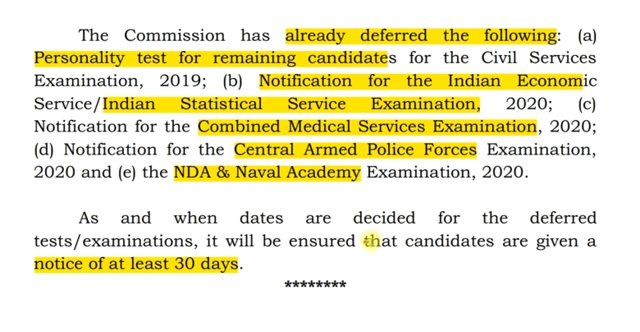 The Commission has already deferred the following: (a)
Personality test for remaining candidates for the Civil Services
Examination, 2019; (b) Notification for the Indian Economic
Service/Indian Statistical Service Examination, 2020; (c)
Notification for the Combined Medical Services Examination, 2020;
(d) Notification for the Central Armed Police Forces Examination,
2020 and (e) the NDA & Naval Academy Examination, 2020.
As and when dates are decided for the deferred
tests/examinations, it will be ensured that candidates are given a
notice of at least 30 days.
********